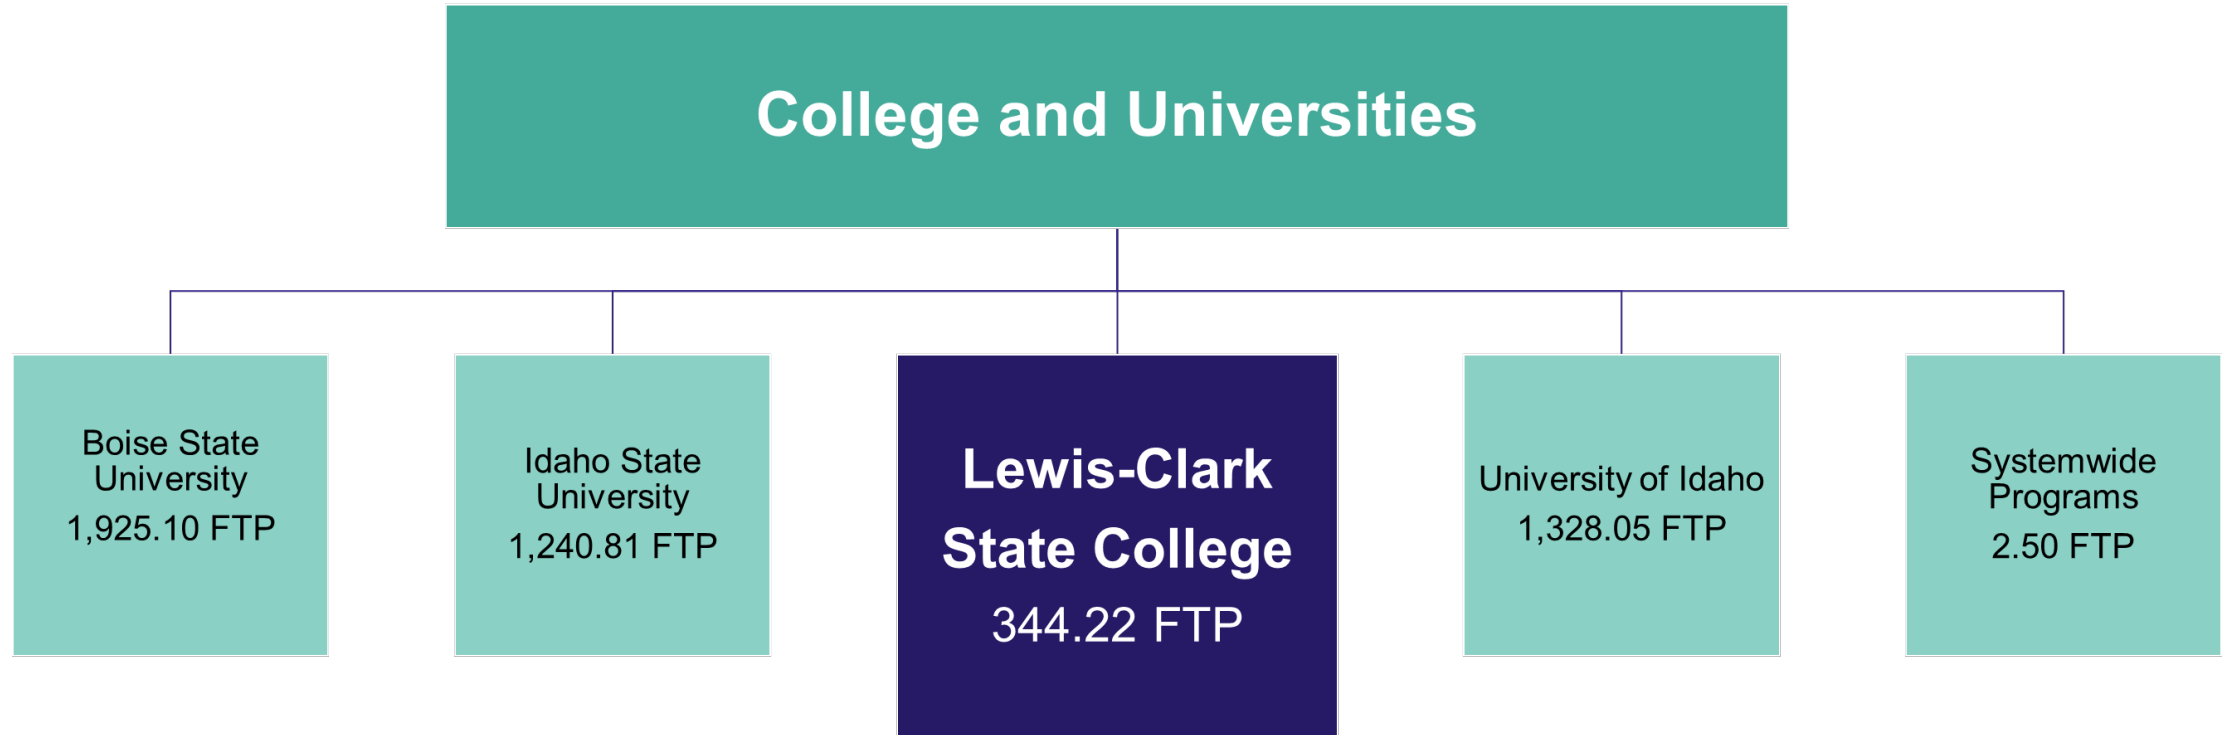 College and Universities
Boise State
University
1,925.10 FTP
Idaho State
University
1,240.81 FTP
Lewis-Clark
State College
344.22 FTP
University of Idaho
1,328.05 FTP
Systemwide
Programs
2.50 FTP